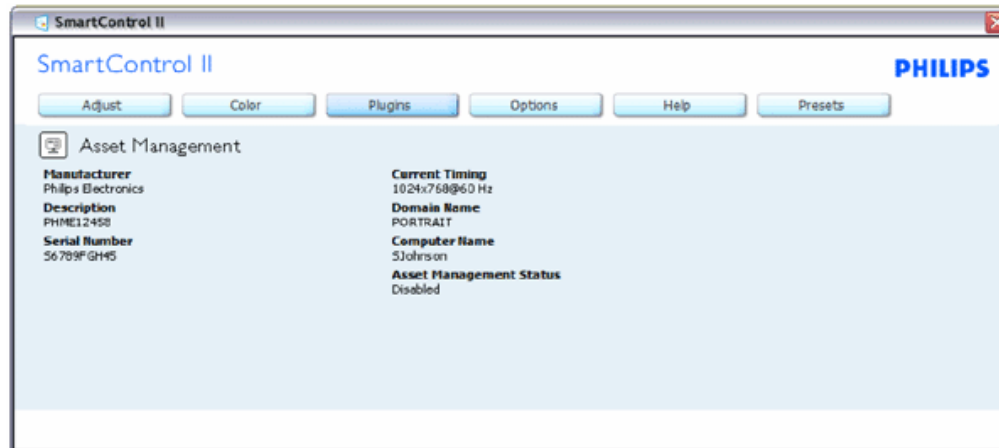 SmartControl II
SmartControl II
PHILIPS
Adjust Color Plugins Options Help Presets
Asset Management
Manufacturer
Philips Electronics
Description
PHME12458
Serial Number
56789FGH45
Current Timing
1024x768@60 Hz
Domain Name
PORTRAIT
Computer Name
SJohnson
Asset Management Status
Disabled